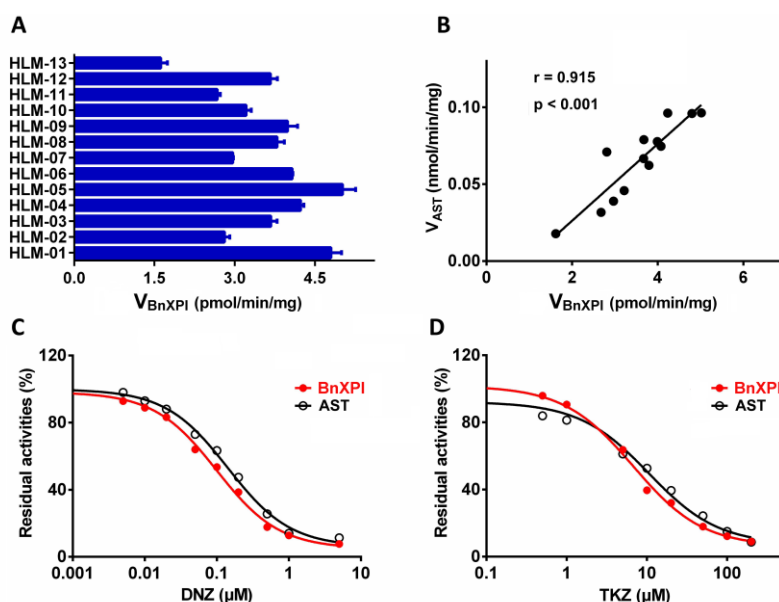 A
HLM-13
HLM-12
HLM-11
HLM-10
HLM-09
HLM-08
HLM-07
HLM-06
HLM-05
HLM-04
HLM-03
HLM-02
HLM-01
0.0 1.5 3.0 4.5
VBnXPI (pmol/min/mg)
B
r = 0.915
p < 0.001
VAST (nmol/min/mg)
0.10
0.05
0.00
0 2 4 6
VBnXPI (pmol/min/mg)
C
Residual activities (%)
120
80
40
0
BnXPI
AST
0.001 0.01 0.1 1 10
DNZ (µM)
D
Residual activities (%)
120
80
40
0
BnXPI
AST
0.1 1 10 100
TKZ (µM)